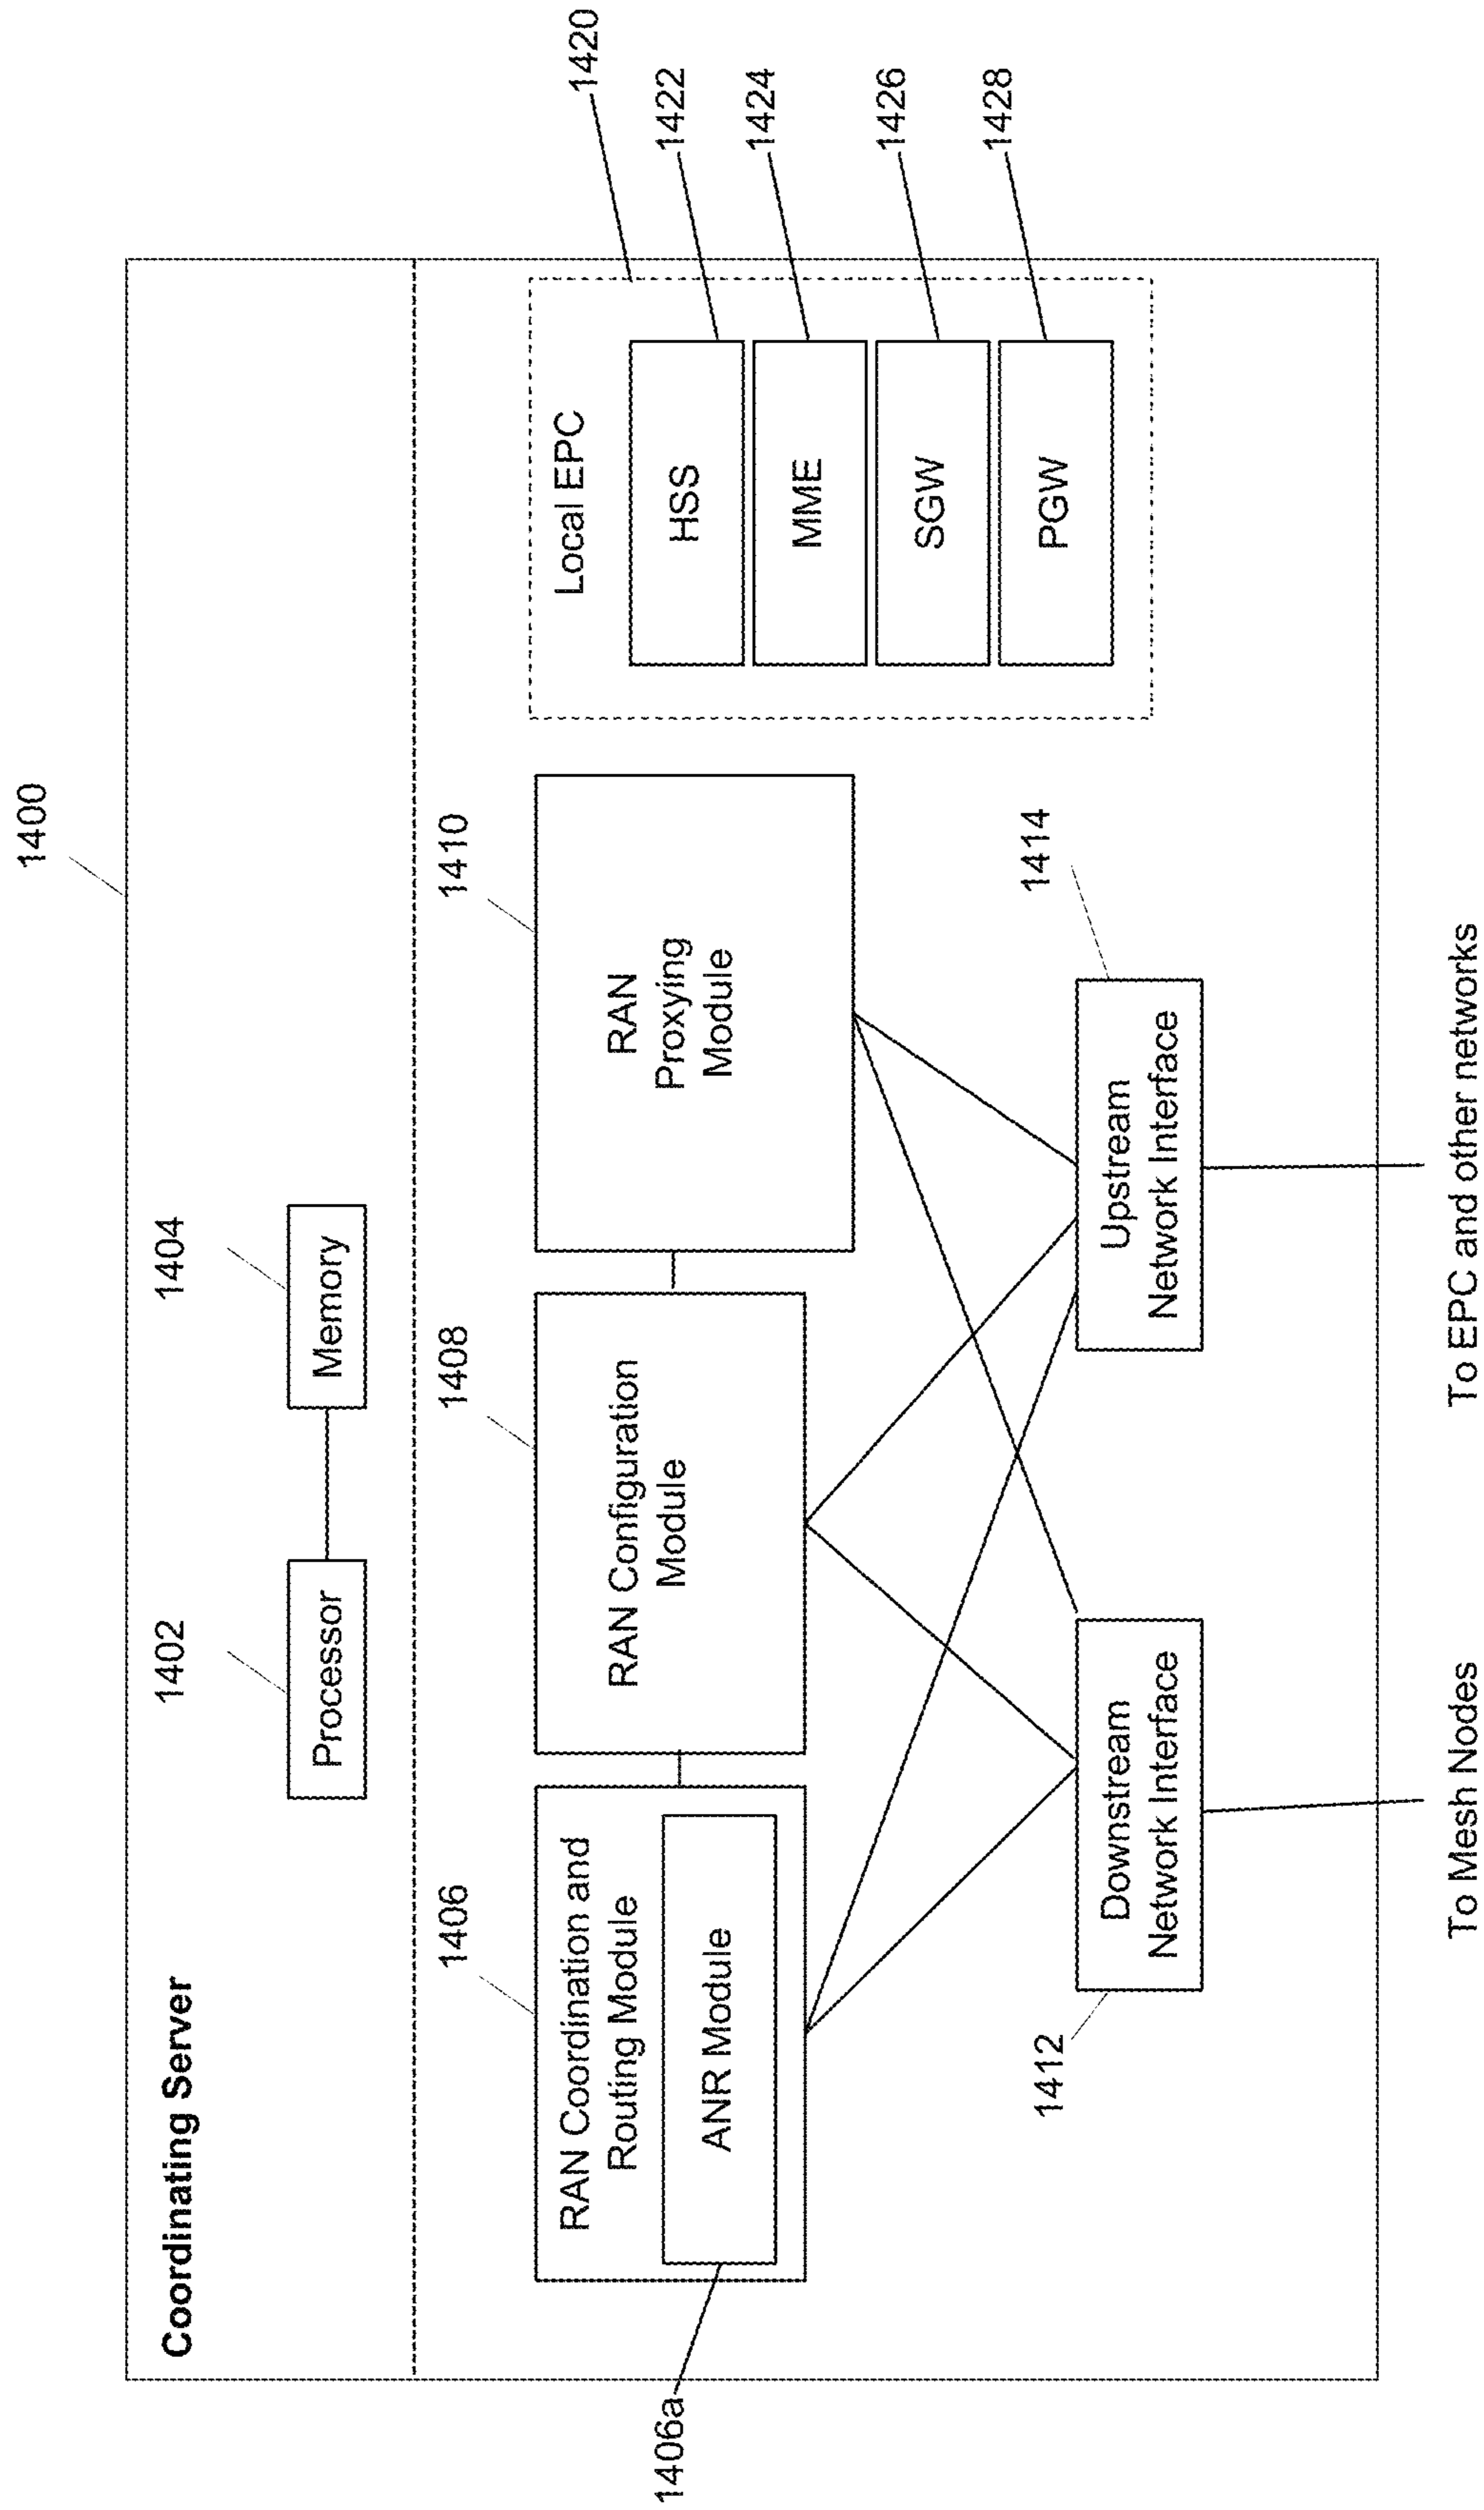 1400
Coordinating Server
1402
1404
Processor
Memory
1406
1408
1410
1420
RAN Coordination and
Routing Module
ANR Module
1406a
RAN Configuration
Module
RAN
Proxying
Module
Local EPC
HSS
1422
MME
1424
SGW
1426
PGW
1428
1412
Downstream
Network Interface
1414
Upstream
Network Interface
To Mesh Nodes
To EPC and other networks